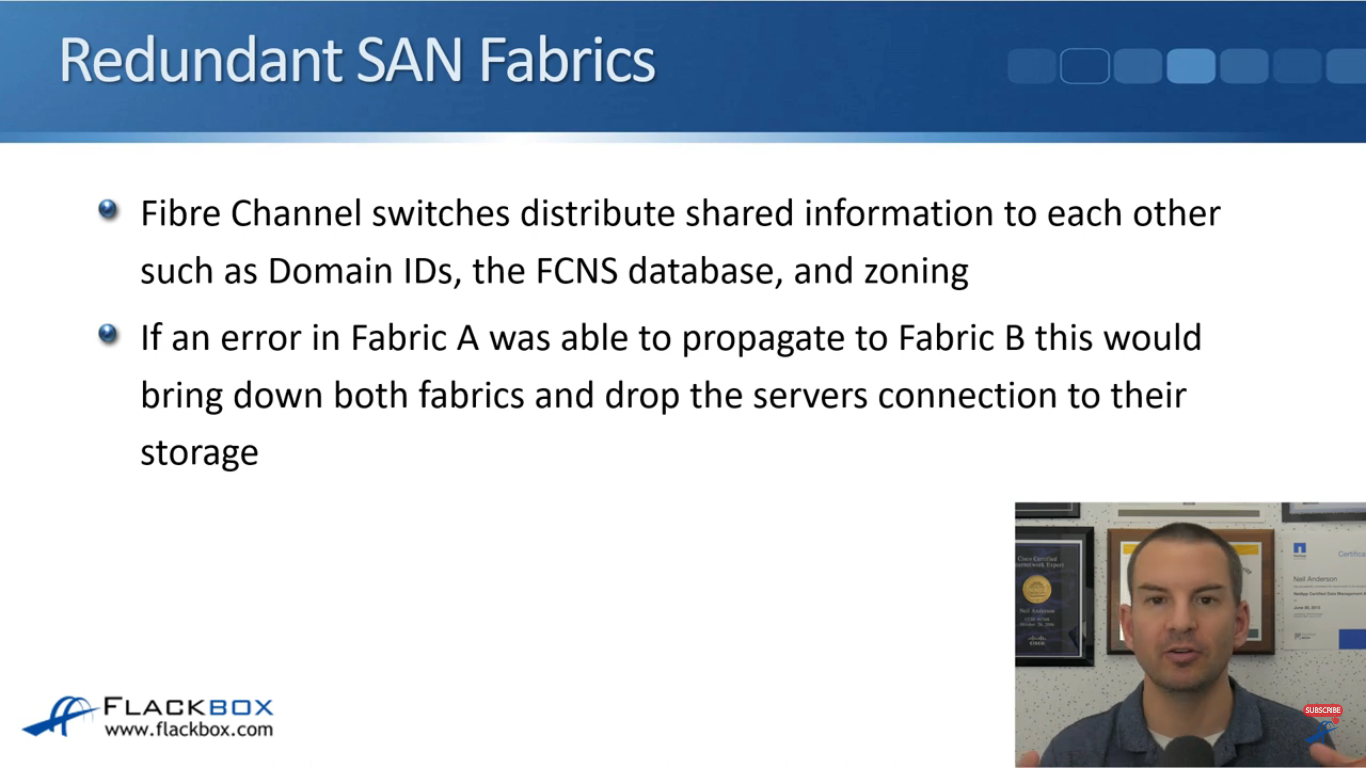 Redundant SAN Fabrics
Fibre Channel switches distribute shared information to each other
such as Domain IDs, the FCNS database, and zoning
If an error in Fabric A was able to propagate to Fabric B this would
bring down both fabrics and drop the servers connection to their
storage
FLACKBOX
www.flackbox.com
Cisco Certified
Neil Anderson
CISCO
Certifica
Neil Anderson
SUBSCRIBE